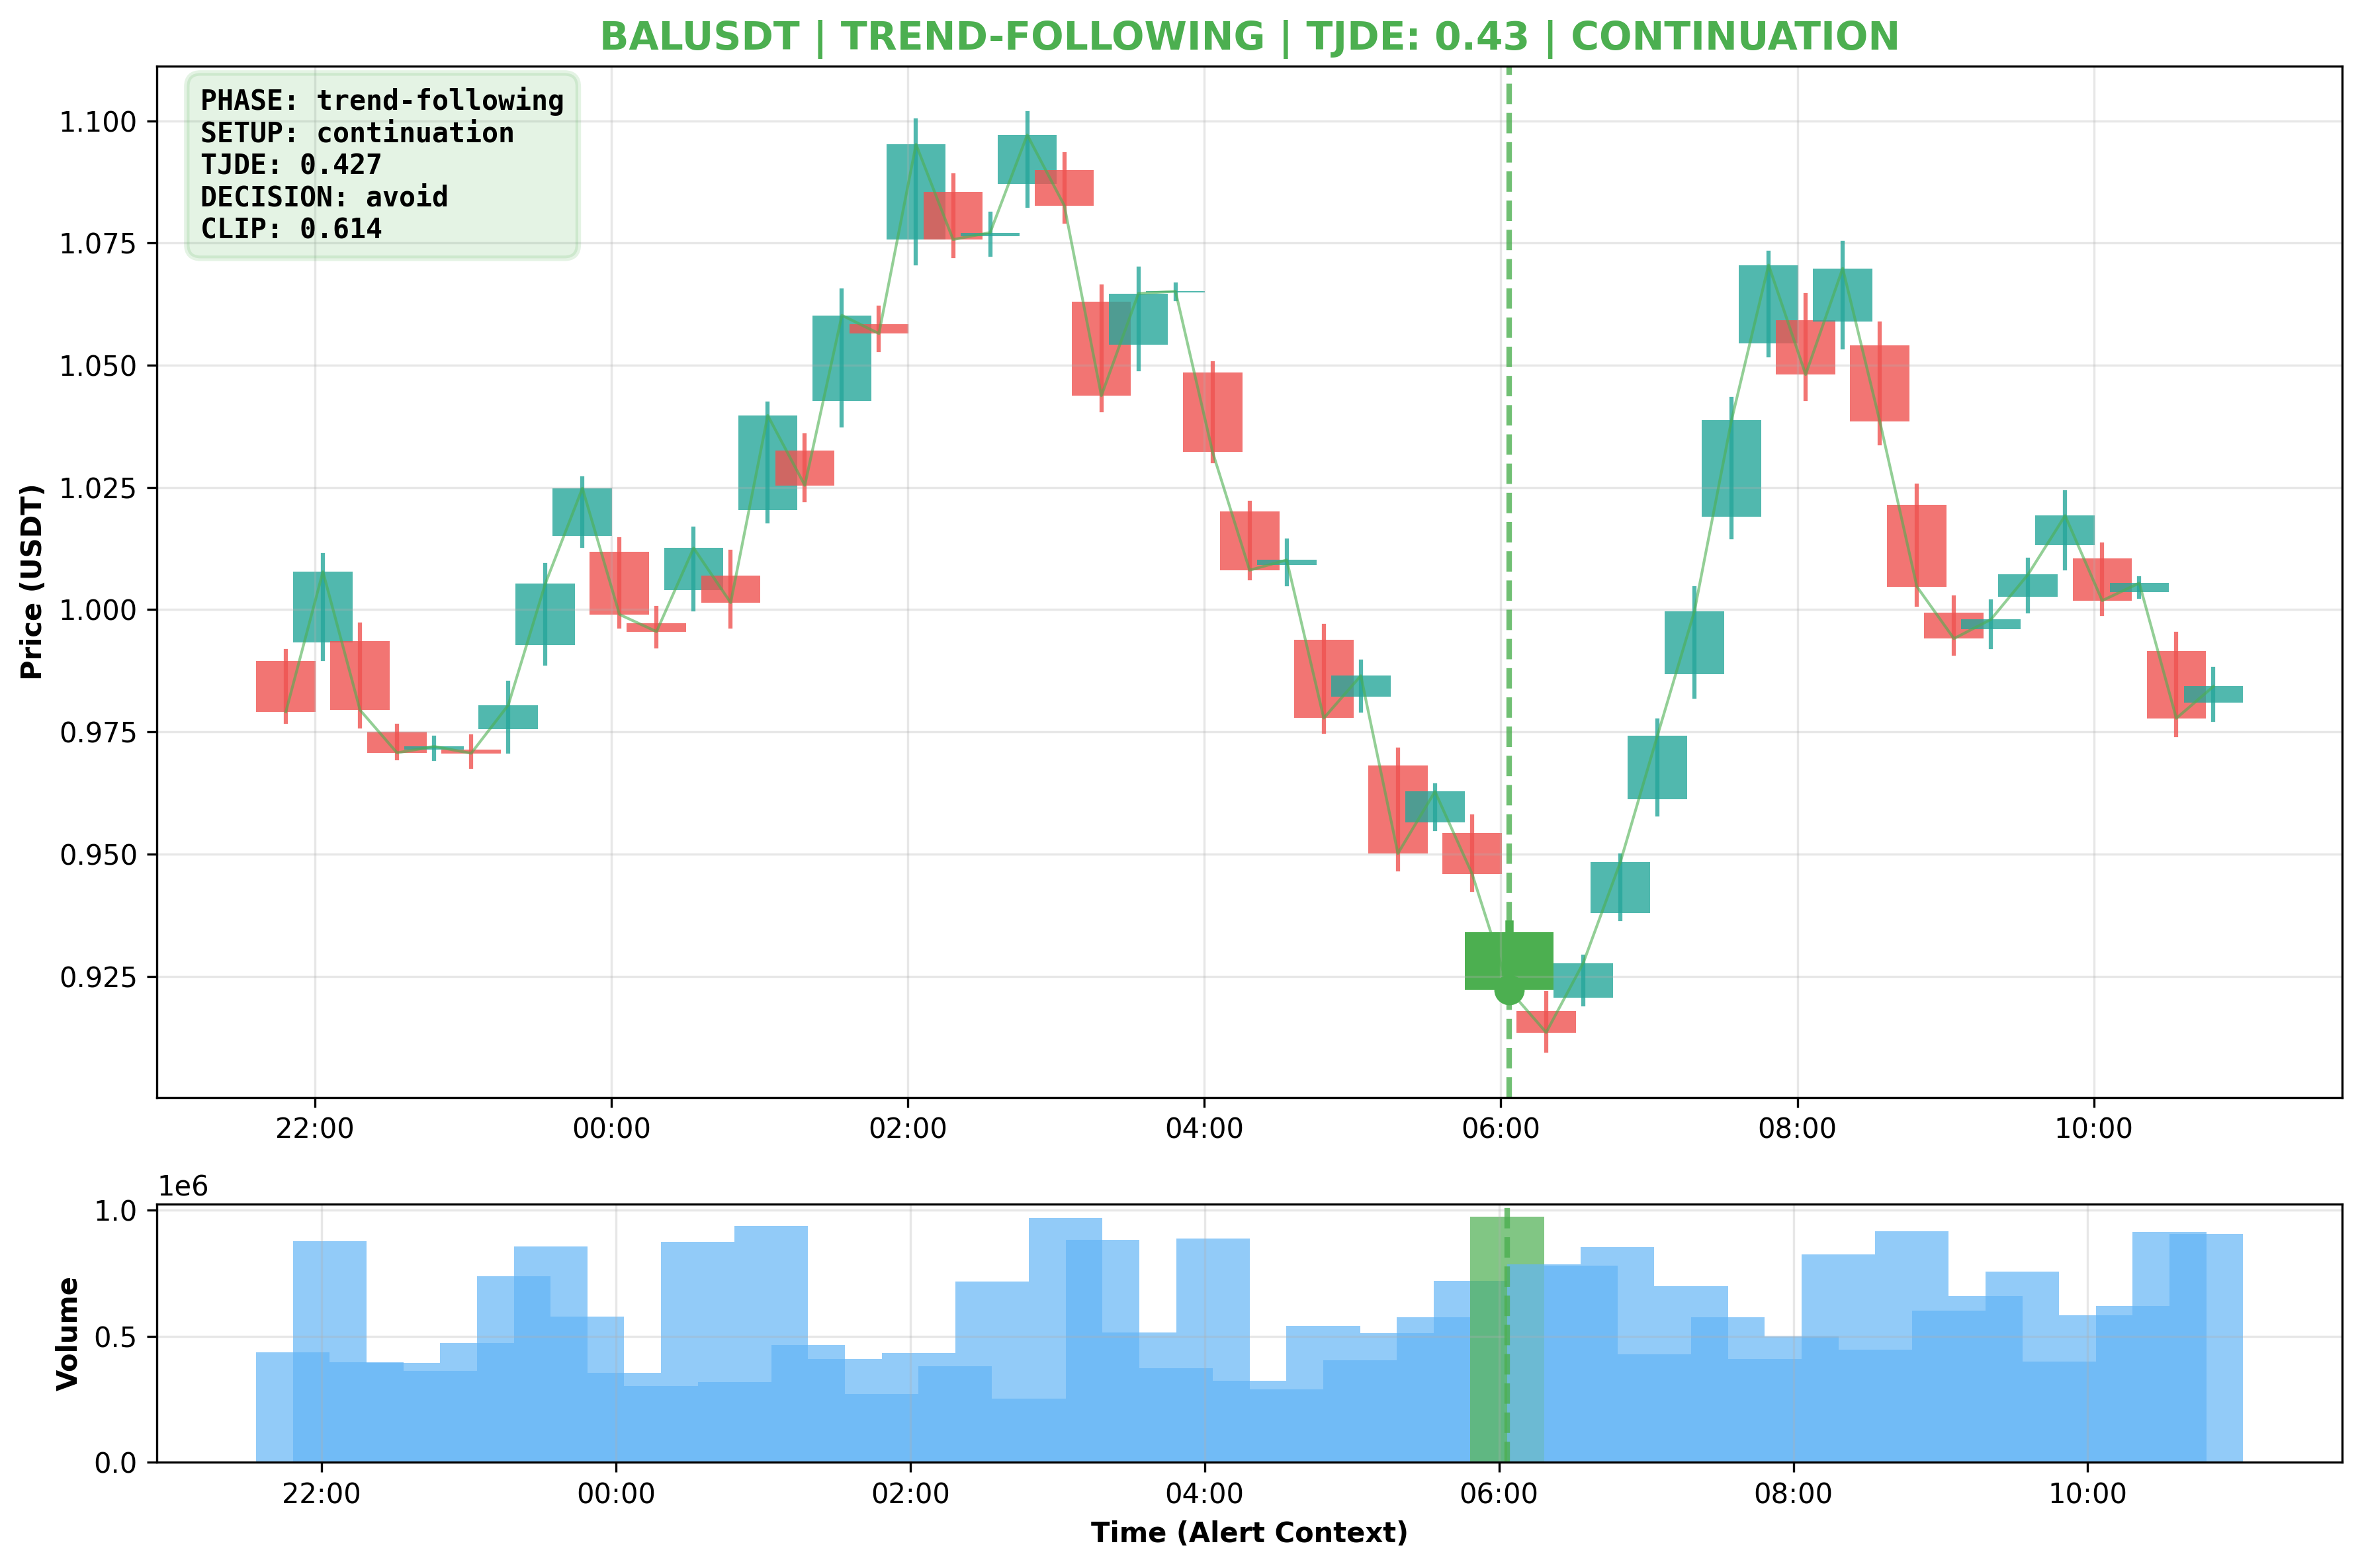 BALUSDT | TREND-FOLLOWING | TJDE: 0.43 | CONTINUATION
PHASE: trend-following
SETUP: continuation
TJDE: 0.427
DECISION: avoid
CLIP: 0.614
Price (USDT)
1.100
1.075
1.050
1.025
1.000
0.975
0.950
0.925
22:00 00:00 02:00 04:00 06:00 08:00 10:00
1e6
Volume
1.0
0.5
0.0
22:00 00:00 02:00 04:00 06:00 08:00 10:00
Time (Alert Context)